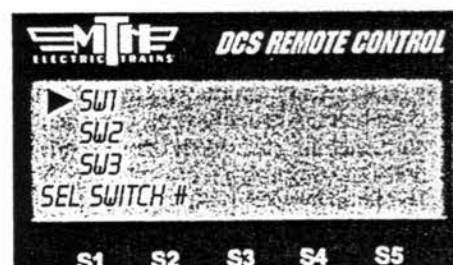 MTH
ELECTRIC TRAINS
DCS REMOTE CONTROL
SW1
SW2
SW3
SEL SWITCH #
S1 S2 S3 S4 S5